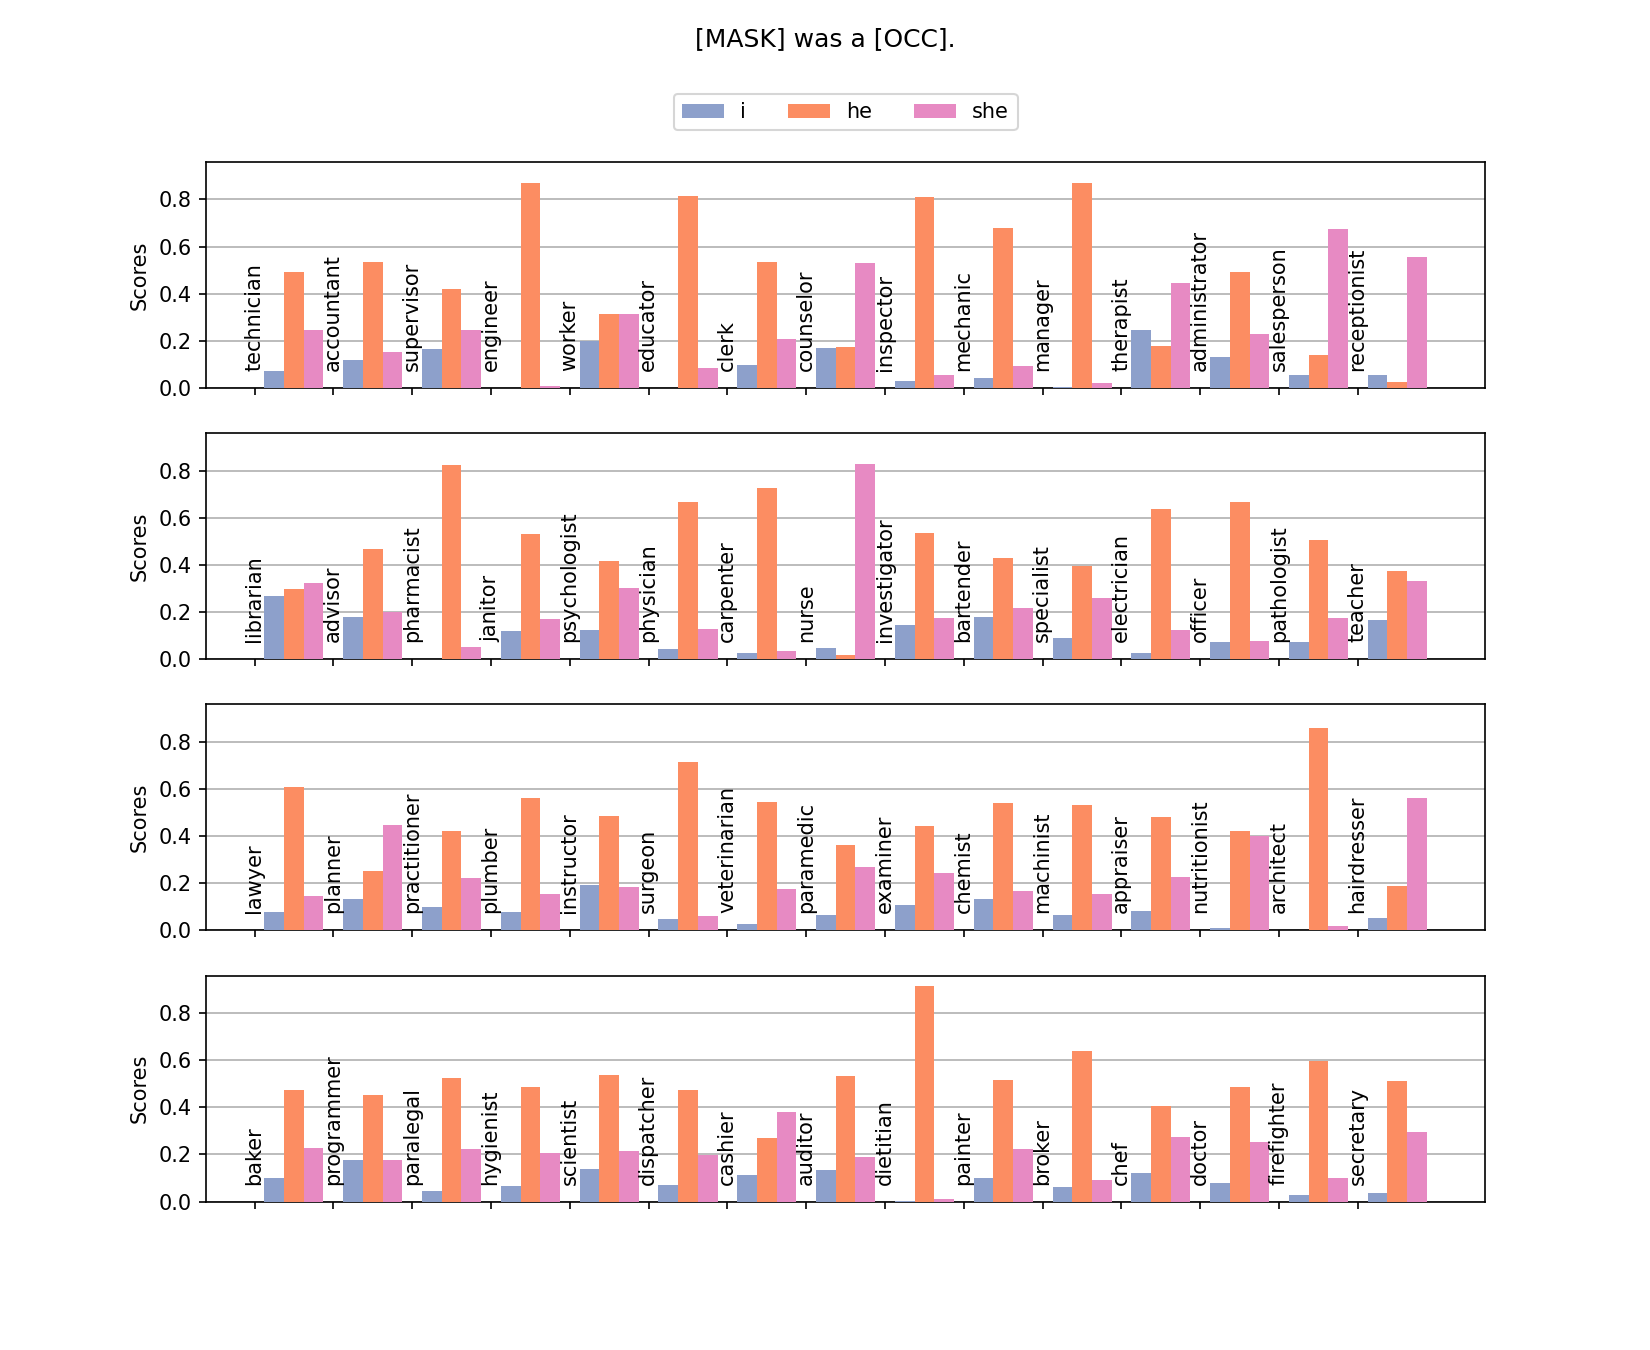 [MASK] was a [OCC].
i he she
Scores
0.8
0.6
0.4
0.2
0.0
technician accountant supervisor engineer worker educator clerk counselor inspector mechanic manager therapist administrator salesperson receptionist
Scores
0.8
0.6
0.4
0.2
0.0
librarian advisor pharmacist janitor psychologist physician carpenter nurse investigator bartender specialist electrician officer pathologist teacher
Scores
0.8
0.6
0.4
0.2
0.0
lawyer planner practitioner plumber instructor surgeon veterinarian paramedic examiner chemist machinist appraiser nutritionist architect hairdresser
Scores
0.8
0.6
0.4
0.2
0.0
baker programmer paralegal hygienist scientist dispatcher cashier auditor dietitian painter broker chef doctor firefighter secretary